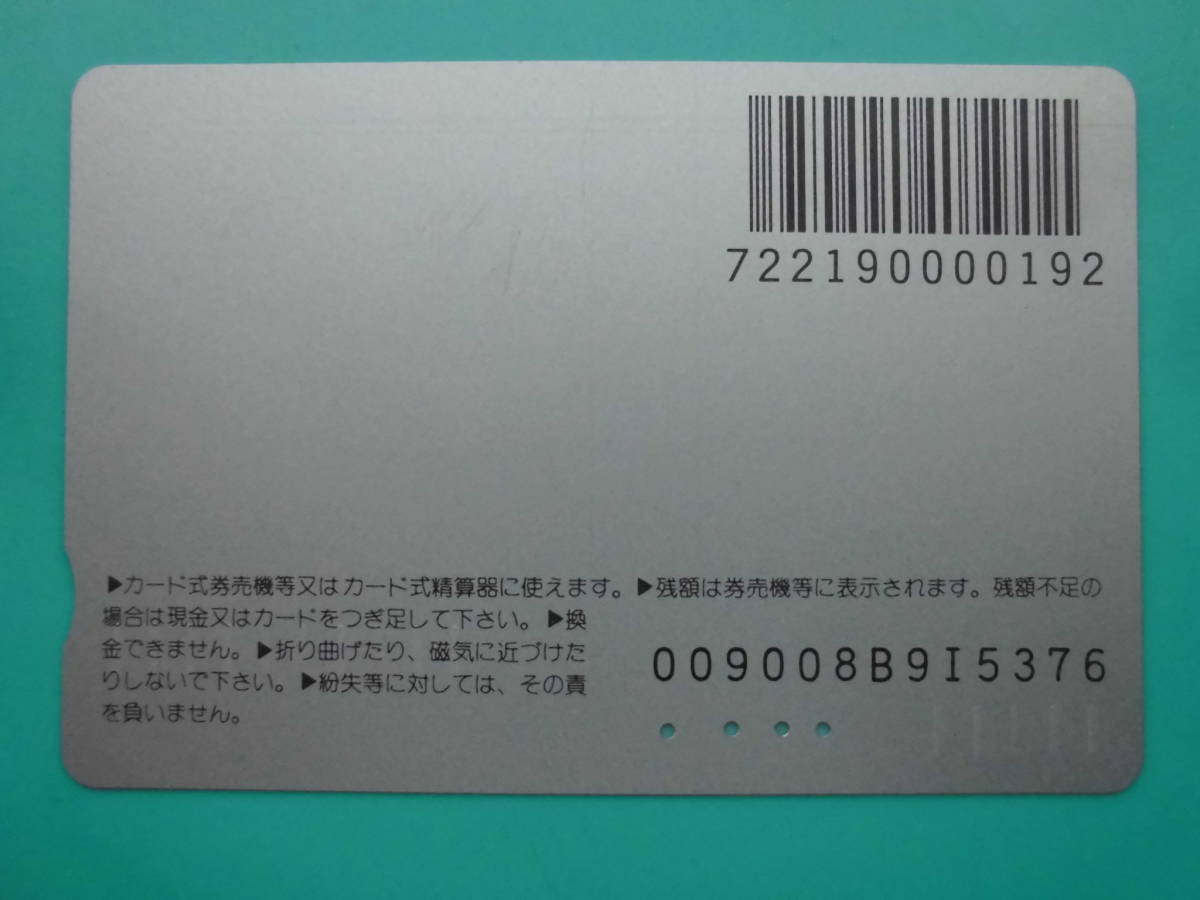 722190000192
▶カード式券売機等又はカード式精算器に使えます。▶残額は券売機等に表示されます。残額不足の
場合は現金又はカードをつぎ足して下さい。▶換
金できません。▶折り曲げたり、磁気に近づけた
りしないで下さい。▶紛失等に対しては、その責
を負いません。
009008B9I5376